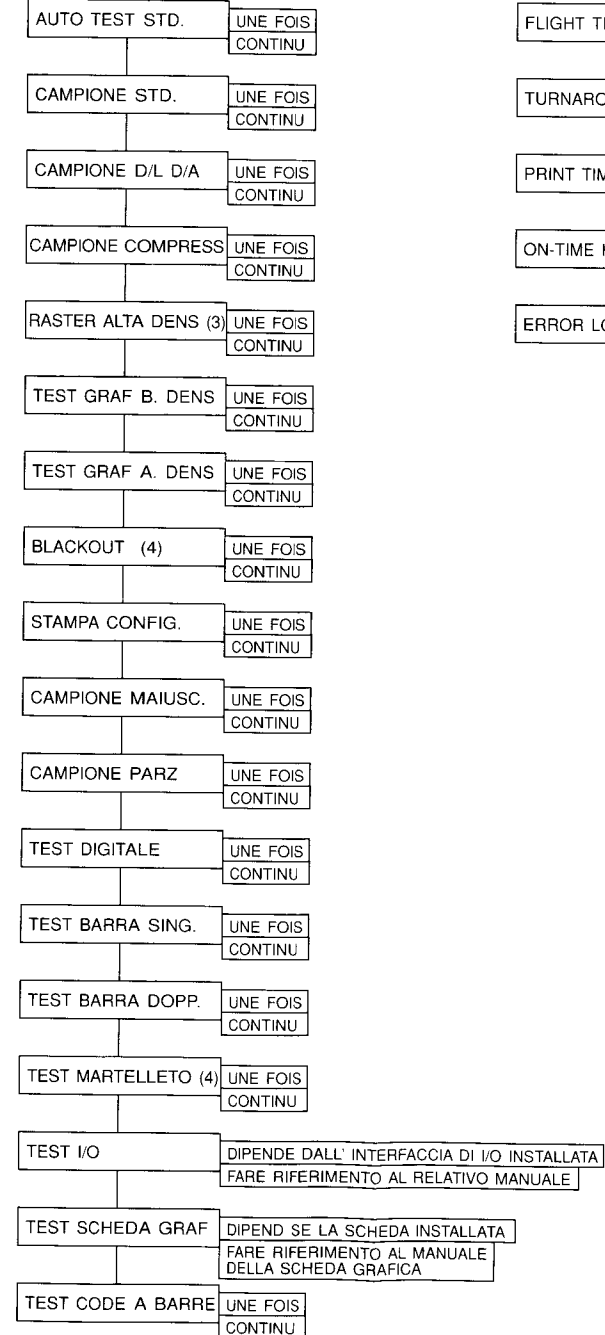 AUTO TEST STD.
UNE FOIS
CONTINU
CAMPIONE STD.
UNE FOIS
CONTINU
CAMPIONE D/L D/A
UNE FOIS
CONTINU
CAMPIONE COMPRESS
UNE FOIS
CONTINU
RASTER ALTA DENS (3)
UNE FOIS
CONTINU
TEST GRAF B. DENS
UNE FOIS
CONTINU
TEST GRAF A. DENS
UNE FOIS
CONTINU
BLACKOUT (4)
UNE FOIS
CONTINU
STAMPA CONFIG.
UNE FOIS
CONTINU
CAMPIONE MAIUSC.
UNE FOIS
CONTINU
CAMPIONE PARZ
UNE FOIS
CONTINU
TEST DIGITALE
UNE FOIS
CONTINU
TEST BARRA SING.
UNE FOIS
CONTINU
TEST BARRA DOPP.
UNE FOIS
CONTINU
TEST MARTELLETO (4)
UNE FOIS
CONTINU
TEST I/O
DIPENDE DALL' INTERFACCIA DI I/O INSTALLATA
FARE RIFERIMENTO AL RELATIVO MANUALE
TEST SCHEDA GRAF
DIPEND SE LA SCHEDA INSTALLATA
FARE RIFERIMENTO AL MANUALE
DELLA SCHEDA GRAFICA
TEST CODE A BARRE
UNE FOIS
CONTINU
FLIGHT
PRINT
ON-TIME
ERROR